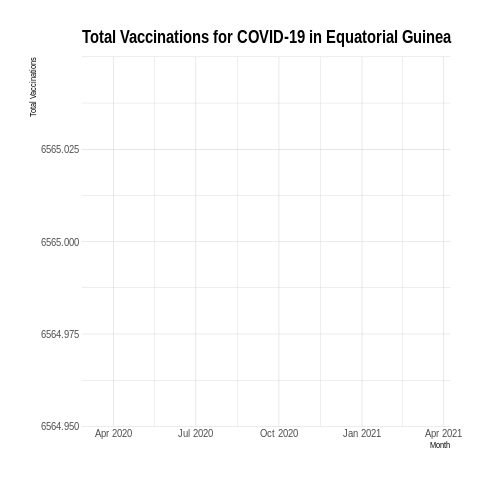 Total Vaccinations for COVID-19 in Equatorial Guinea
Total Vaccinations
6565.025
6565.000
6564.975
6564.950
Apr 2020 Jul 2020 Oct 2020 Jan 2021 Apr 2021
Month